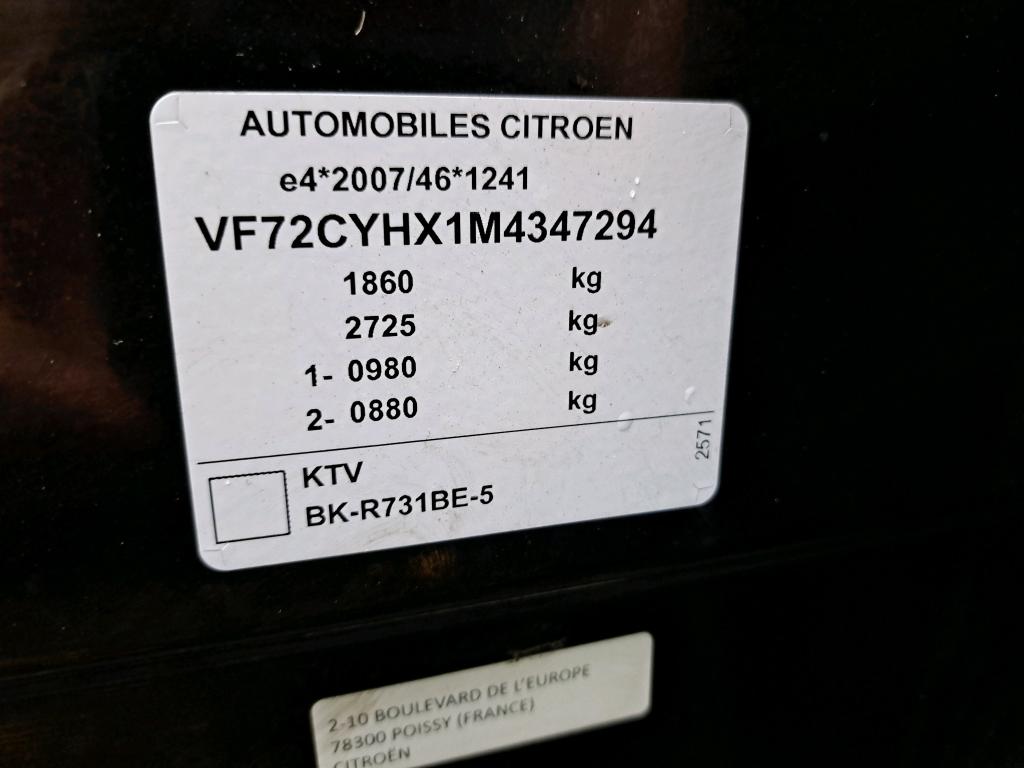 AUTOMOBILES CITROEN
e4*2007/46*1241
VF72CYHX1M4347294
1860 kg
2725 kg
1- 0980 kg
2- 0880 kg
2571
KTV
BK-R731BE-5
2-10 BOULEVARD DE L'EUROPE
78300 POISSY (FRANCE)
CITROËN